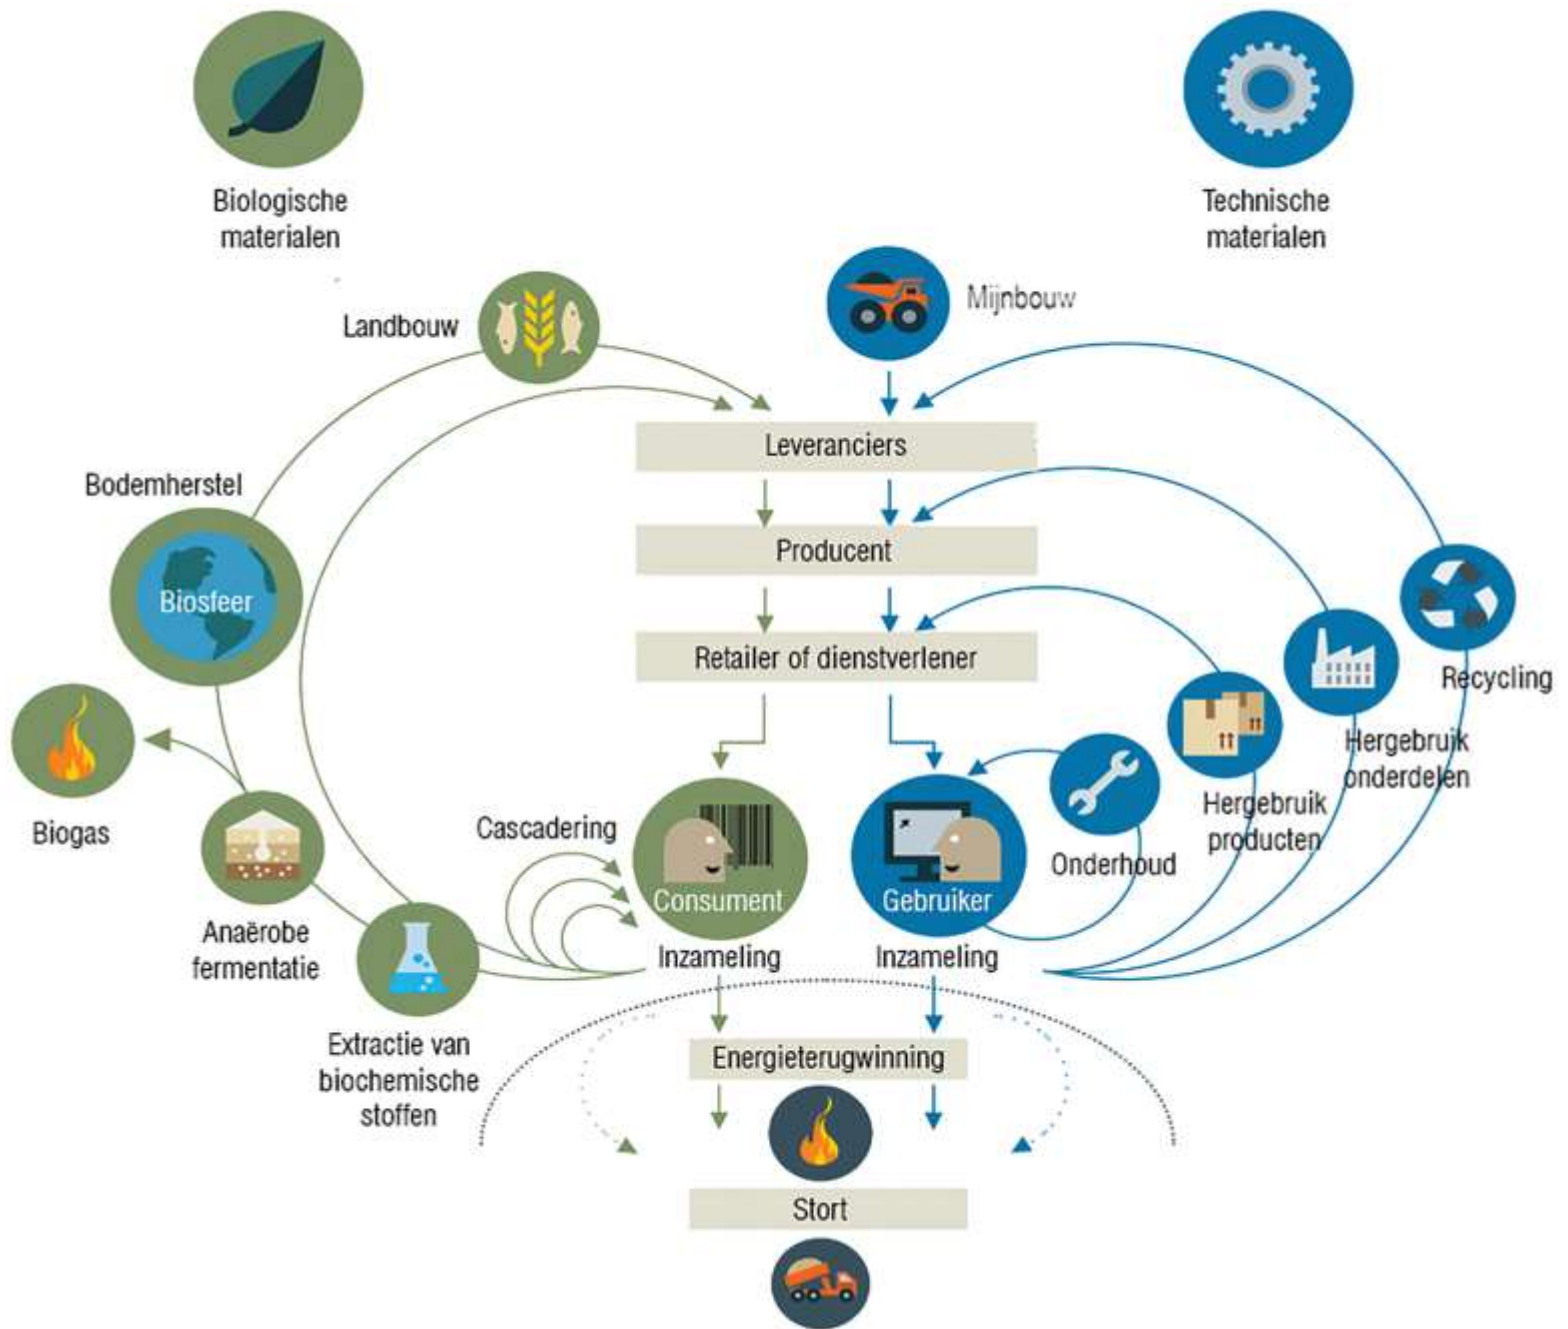 Biologische
materialen
Technische
materialen
Landbouw
Mijnbouw
Leveranciers
Bodemherstel
Producent
Biosfeer
Retailer of dienstverlener
Recycling
Hergebruik
onderdelen
Biogas
Hergebruik
producten
Cascadering
Onderhoud
Consument
Gebruiker
Anaërobe
fermentatie
Inzameling
Inzameling
Extractie van
biochemische
stoffen
Energieterugwinning
Stort